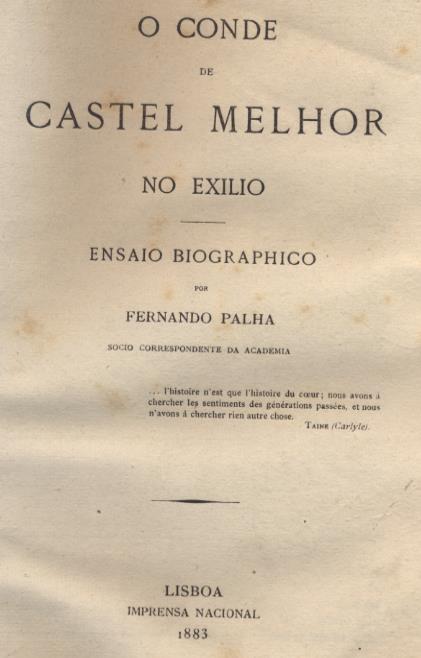 O CONDE
DE
CASTEL MELHOR
NO EXILIO
ENSAIO BIOGRAPHICO
POR
FERNANDO PALHA
SOCIO CORRESPONDENTE DA ACADEMIA
... l'histoire n'est que l'histoire du cœur; nous avons á
chercher les sentiments des générations passées, et nous
n'avons á chercher rien autre chose.
TAINE (Carlyle).
LISBOA
IMPRENSA NACIONAL
1883